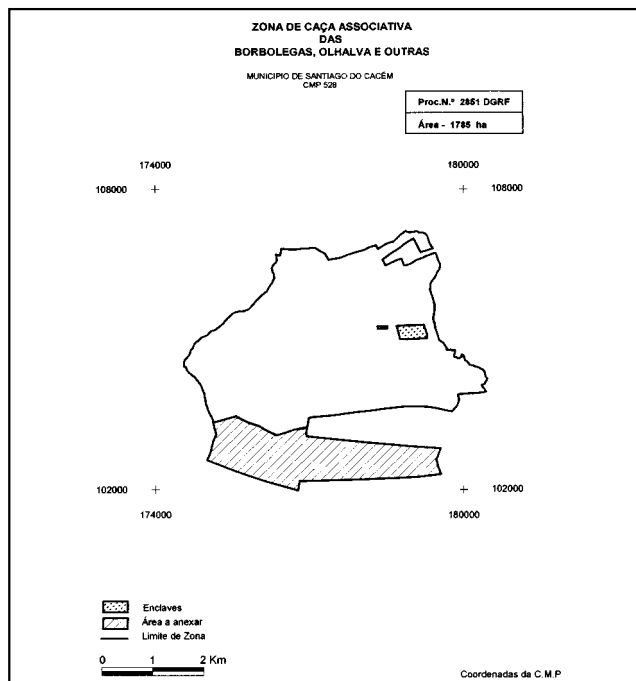 ZONA DE CAÇA ASSOCIATIVA
DAS
BORBOLEGAS, OLHALVA E OUTRAS
MUNICIPIO DE SANTIAGO DO CACÉM
CMP 528
Proc.N.º 2851 DGRF
Área - 1785 ha
174000
180000
108000
108000
102000
102000
174000
180000
Enclaves
Área a anexar
Limite de Zona
0 1 2 Km
Coordenadas da C.M.P